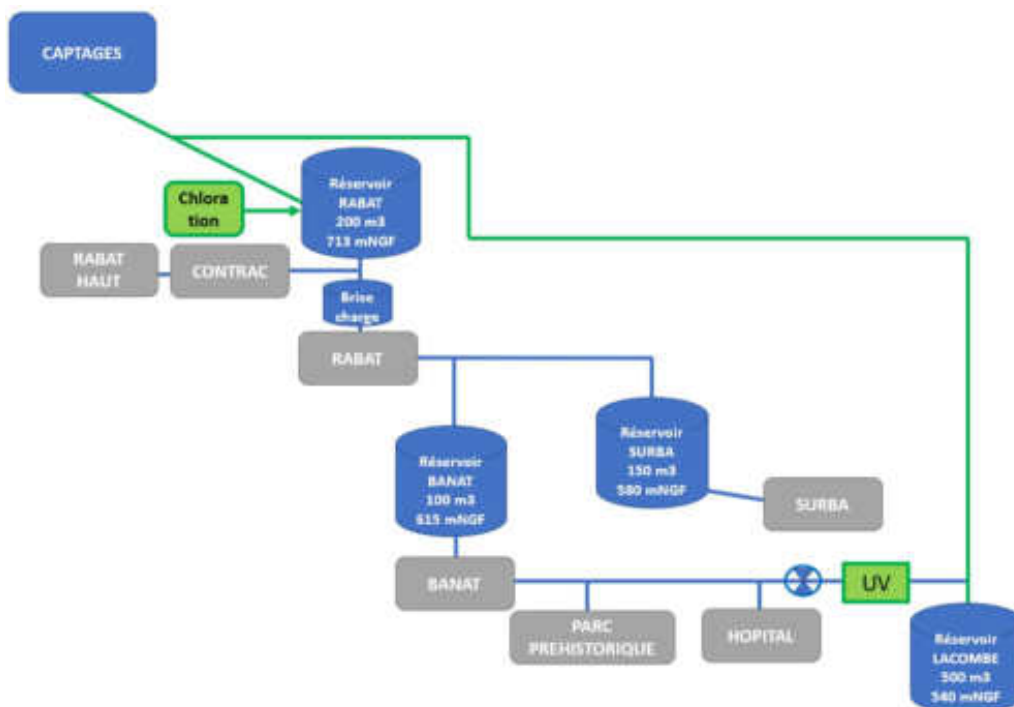 CAPTAGES
Réservoir
RABAT
200 m3
713 mNGF
Chlora
tion
RABAT
HAUT
CONTRAC
Brise
charge
RABAT
Réservoir
SURBA
150 m3
580 mNGF
Réservoir
BANAT
100 m3
615 mNGF
SURBA
BANAT
UV
PARC
PREHISTORIQUE
HOPITAL
Réservoir
LACOMBE
500 m3
540 mNGF